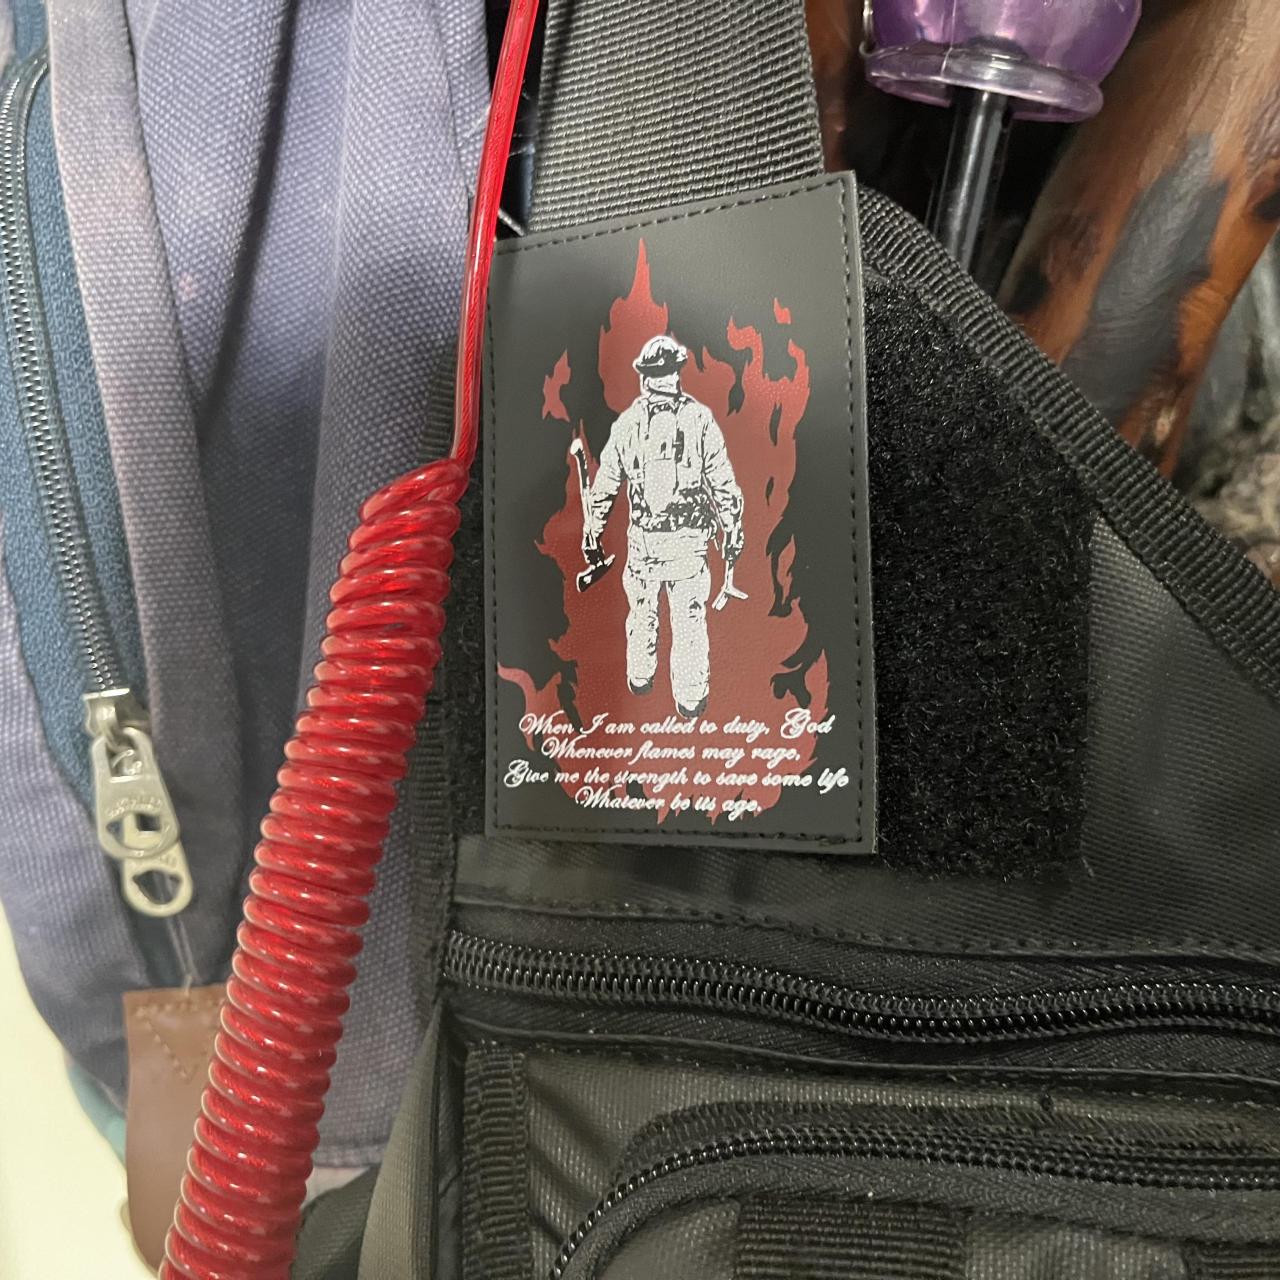 When I am called to duty, God
Whenever flames may rage,
Give me the strength to save some life
Whatever be its age.